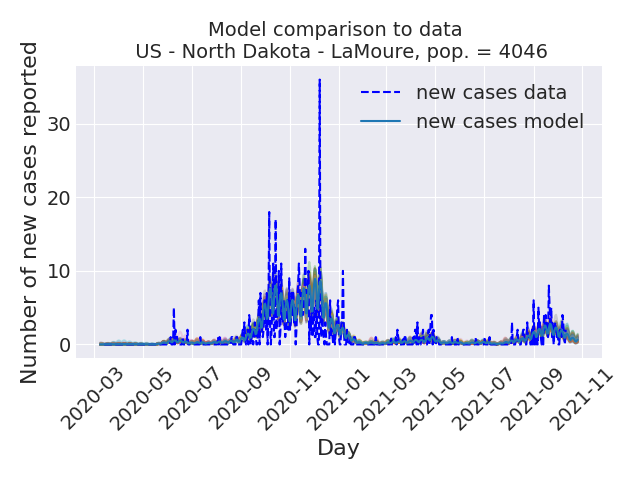 Model comparison to data
US - North Dakota - LaMoure, pop. = 4046
Number of new cases reported
new cases data
new cases model
30
20
10
0
2020-03
2020-05
2020-07
2020-09
2020-11
2021-01
2021-03
2021-05
2021-07
2021-09
2021-11
Day